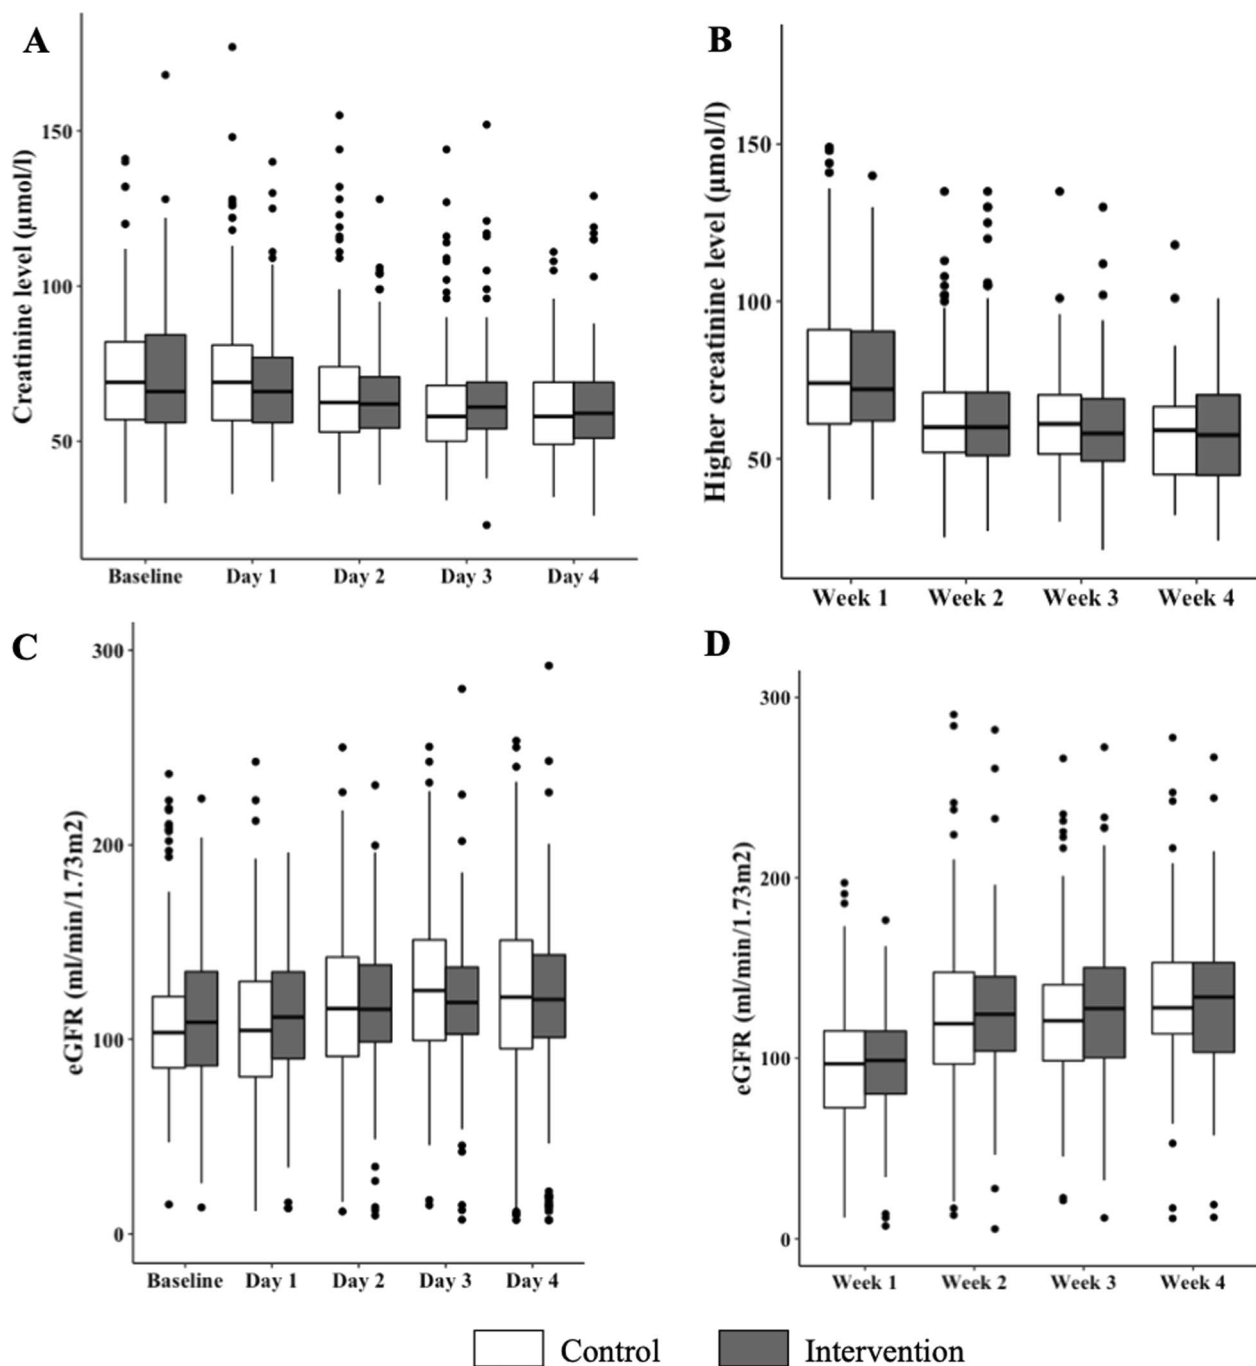 A
Creatinine level (μmol/l)
150
100
50
Baseline Day 1 Day 2 Day 3 Day 4
B
Higher creatinine level (μmol/l)
150
100
50
Week 1 Week 2 Week 3 Week 4
C
eGFR (ml/min/1.73m2)
300
200
100
0
Baseline Day 1 Day 2 Day 3 Day 4
D
eGFR (ml/min/1.73m2)
300
200
100
0
Week 1 Week 2 Week 3 Week 4
Control Intervention